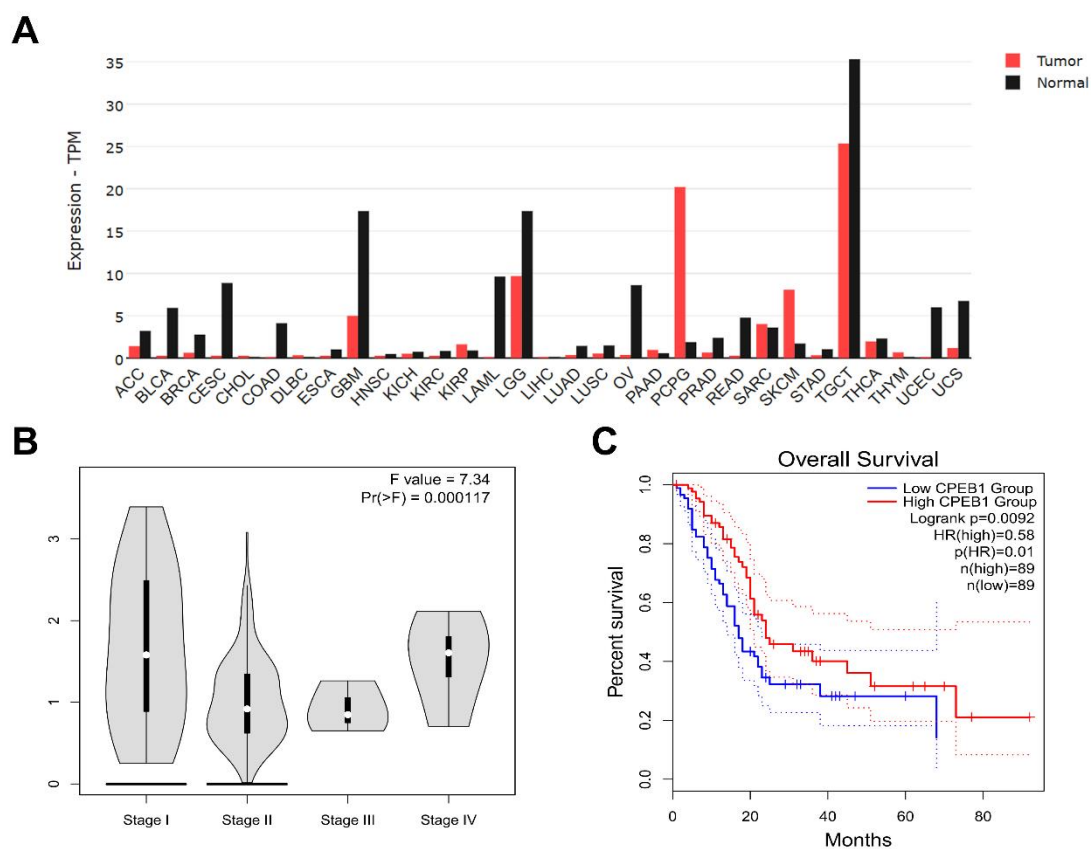 A
Expression - TPM
35
30
25
20
15
10
5
0
Tumor
Normal
ACC
BLCA
BRCA
CESC
CHOL
COAD
DLBC
ESCA
GBM
HNSC
KICH
KIRC
KIRP
LAML
LGG
LIHC
LUAD
LUSC
OV
PAAD
PCPG
PRAD
READ
SARC
SKCM
STAD
TGCT
THCA
THYM
UCEC
UCS
B
F value = 7.34
Pr(>F) = 0.000117
3
2
1
0
Stage I
Stage II
Stage III
Stage IV
C
Overall Survival
Low CPEB1 Group
High CPEB1 Group
Logrank p=0.0092
HR(high)=0.58
p(HR)=0.01
n(high)=89
n(low)=89
Percent survival
1.0
0.8
0.6
0.4
0.2
0.0
0
20
40
60
80
Months